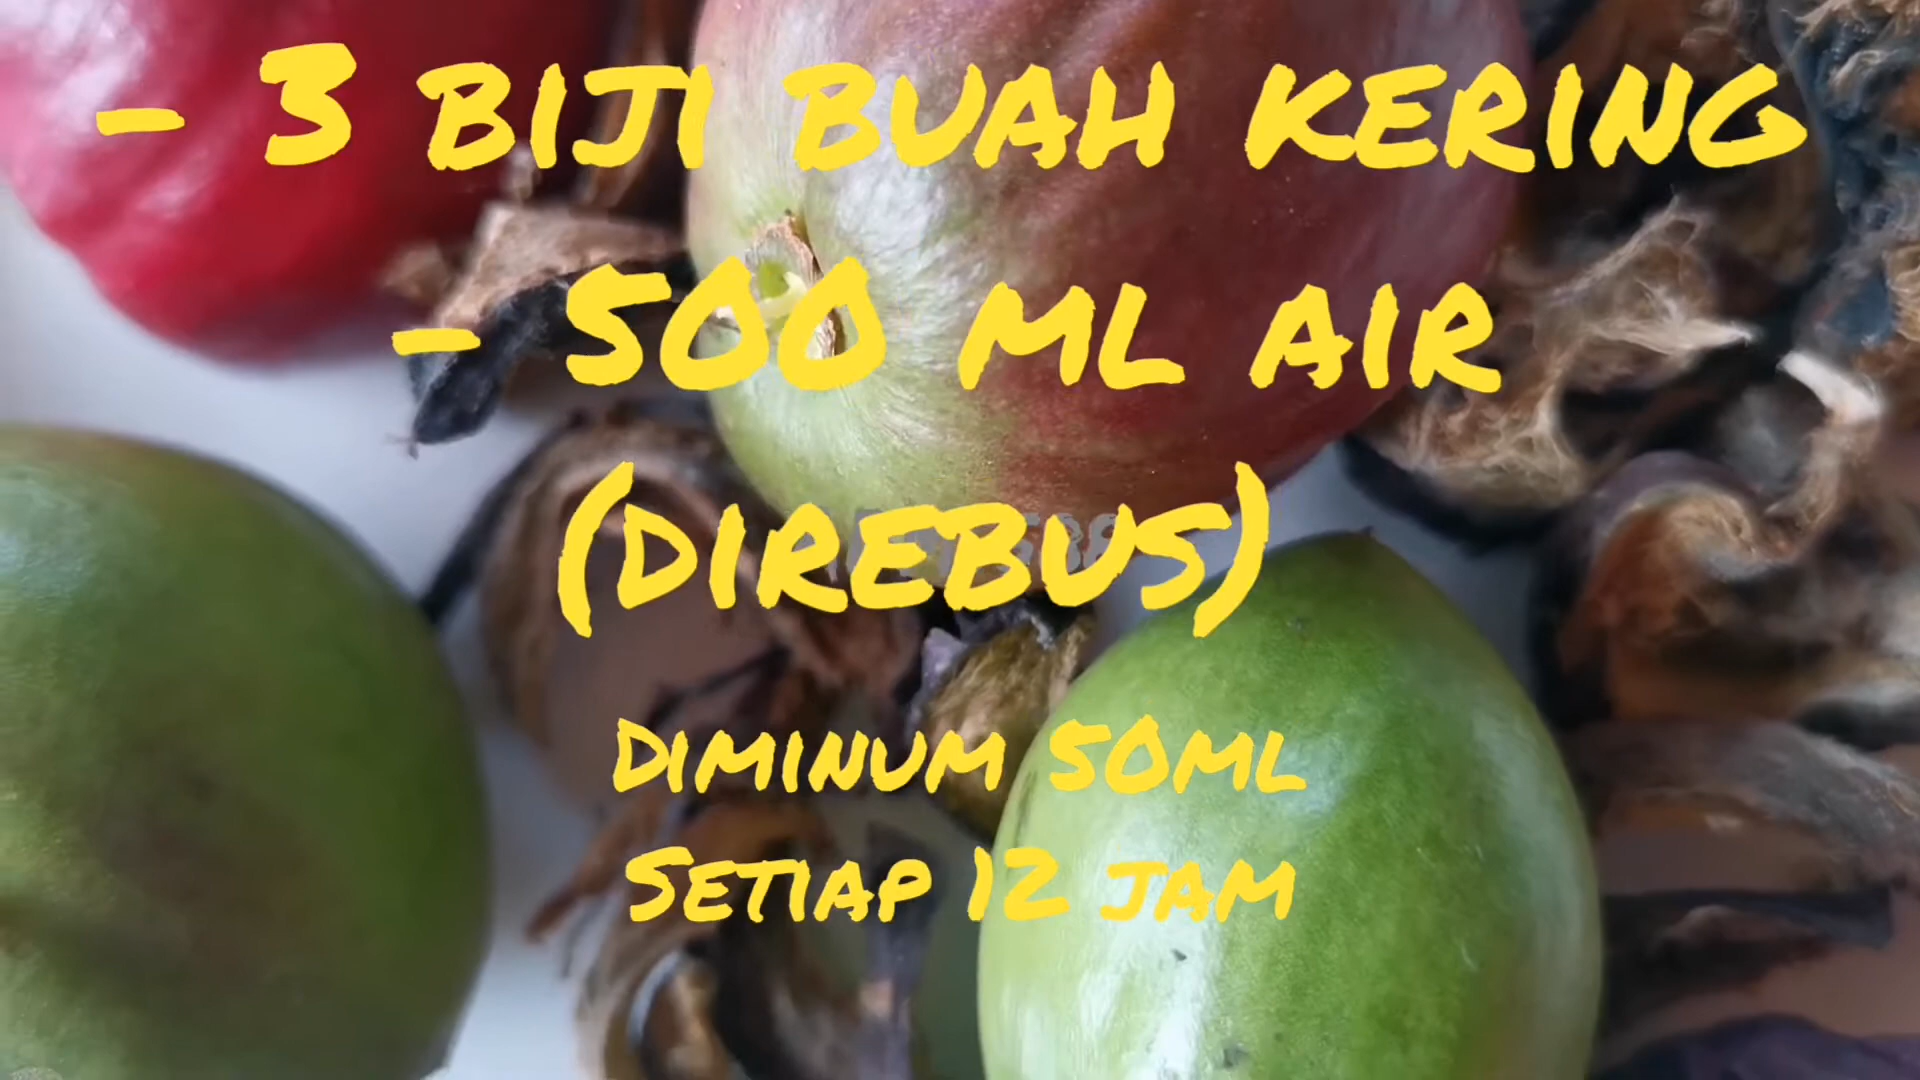 - 3 BIJI BUAH KERING
- 500 ML AIR
(DIREBUS)
DIMINUM 50ML
SETIAP 12 JAM